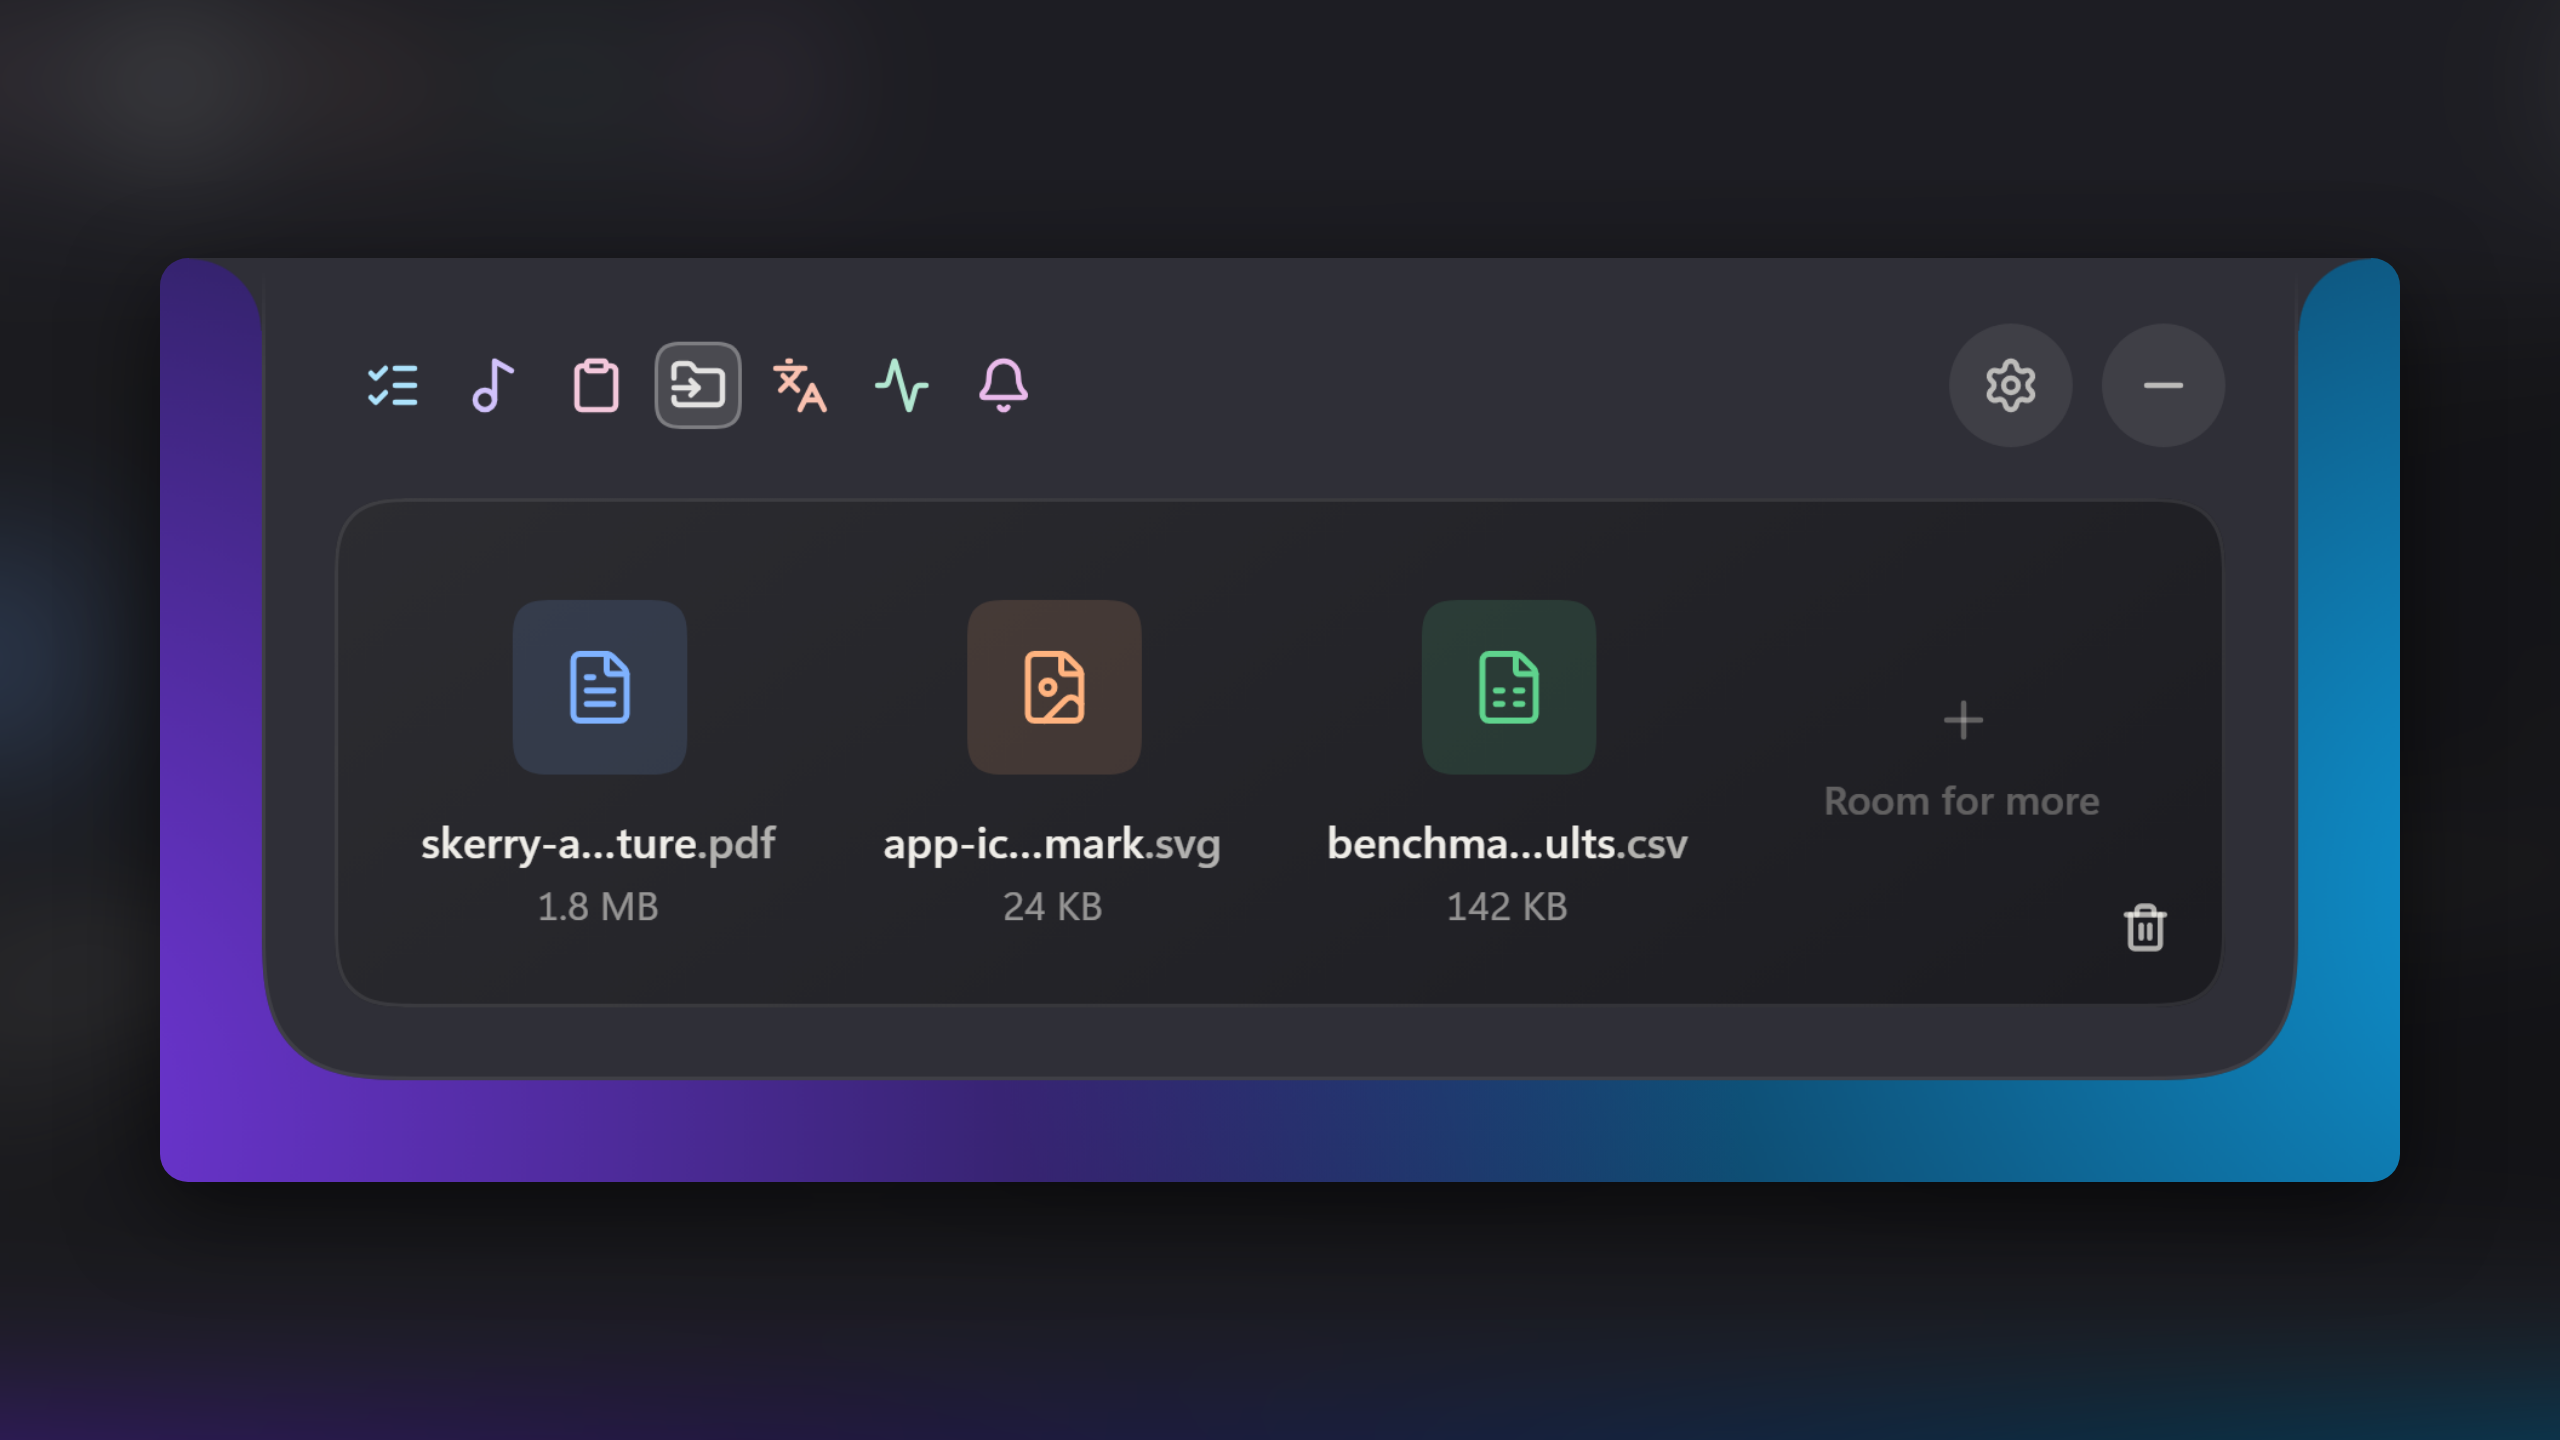 skerry-a...ture.pdf
1.8 MB
app-ic...mark.svg
24 KB
benchma...ults.csv
142 KB
Room for more